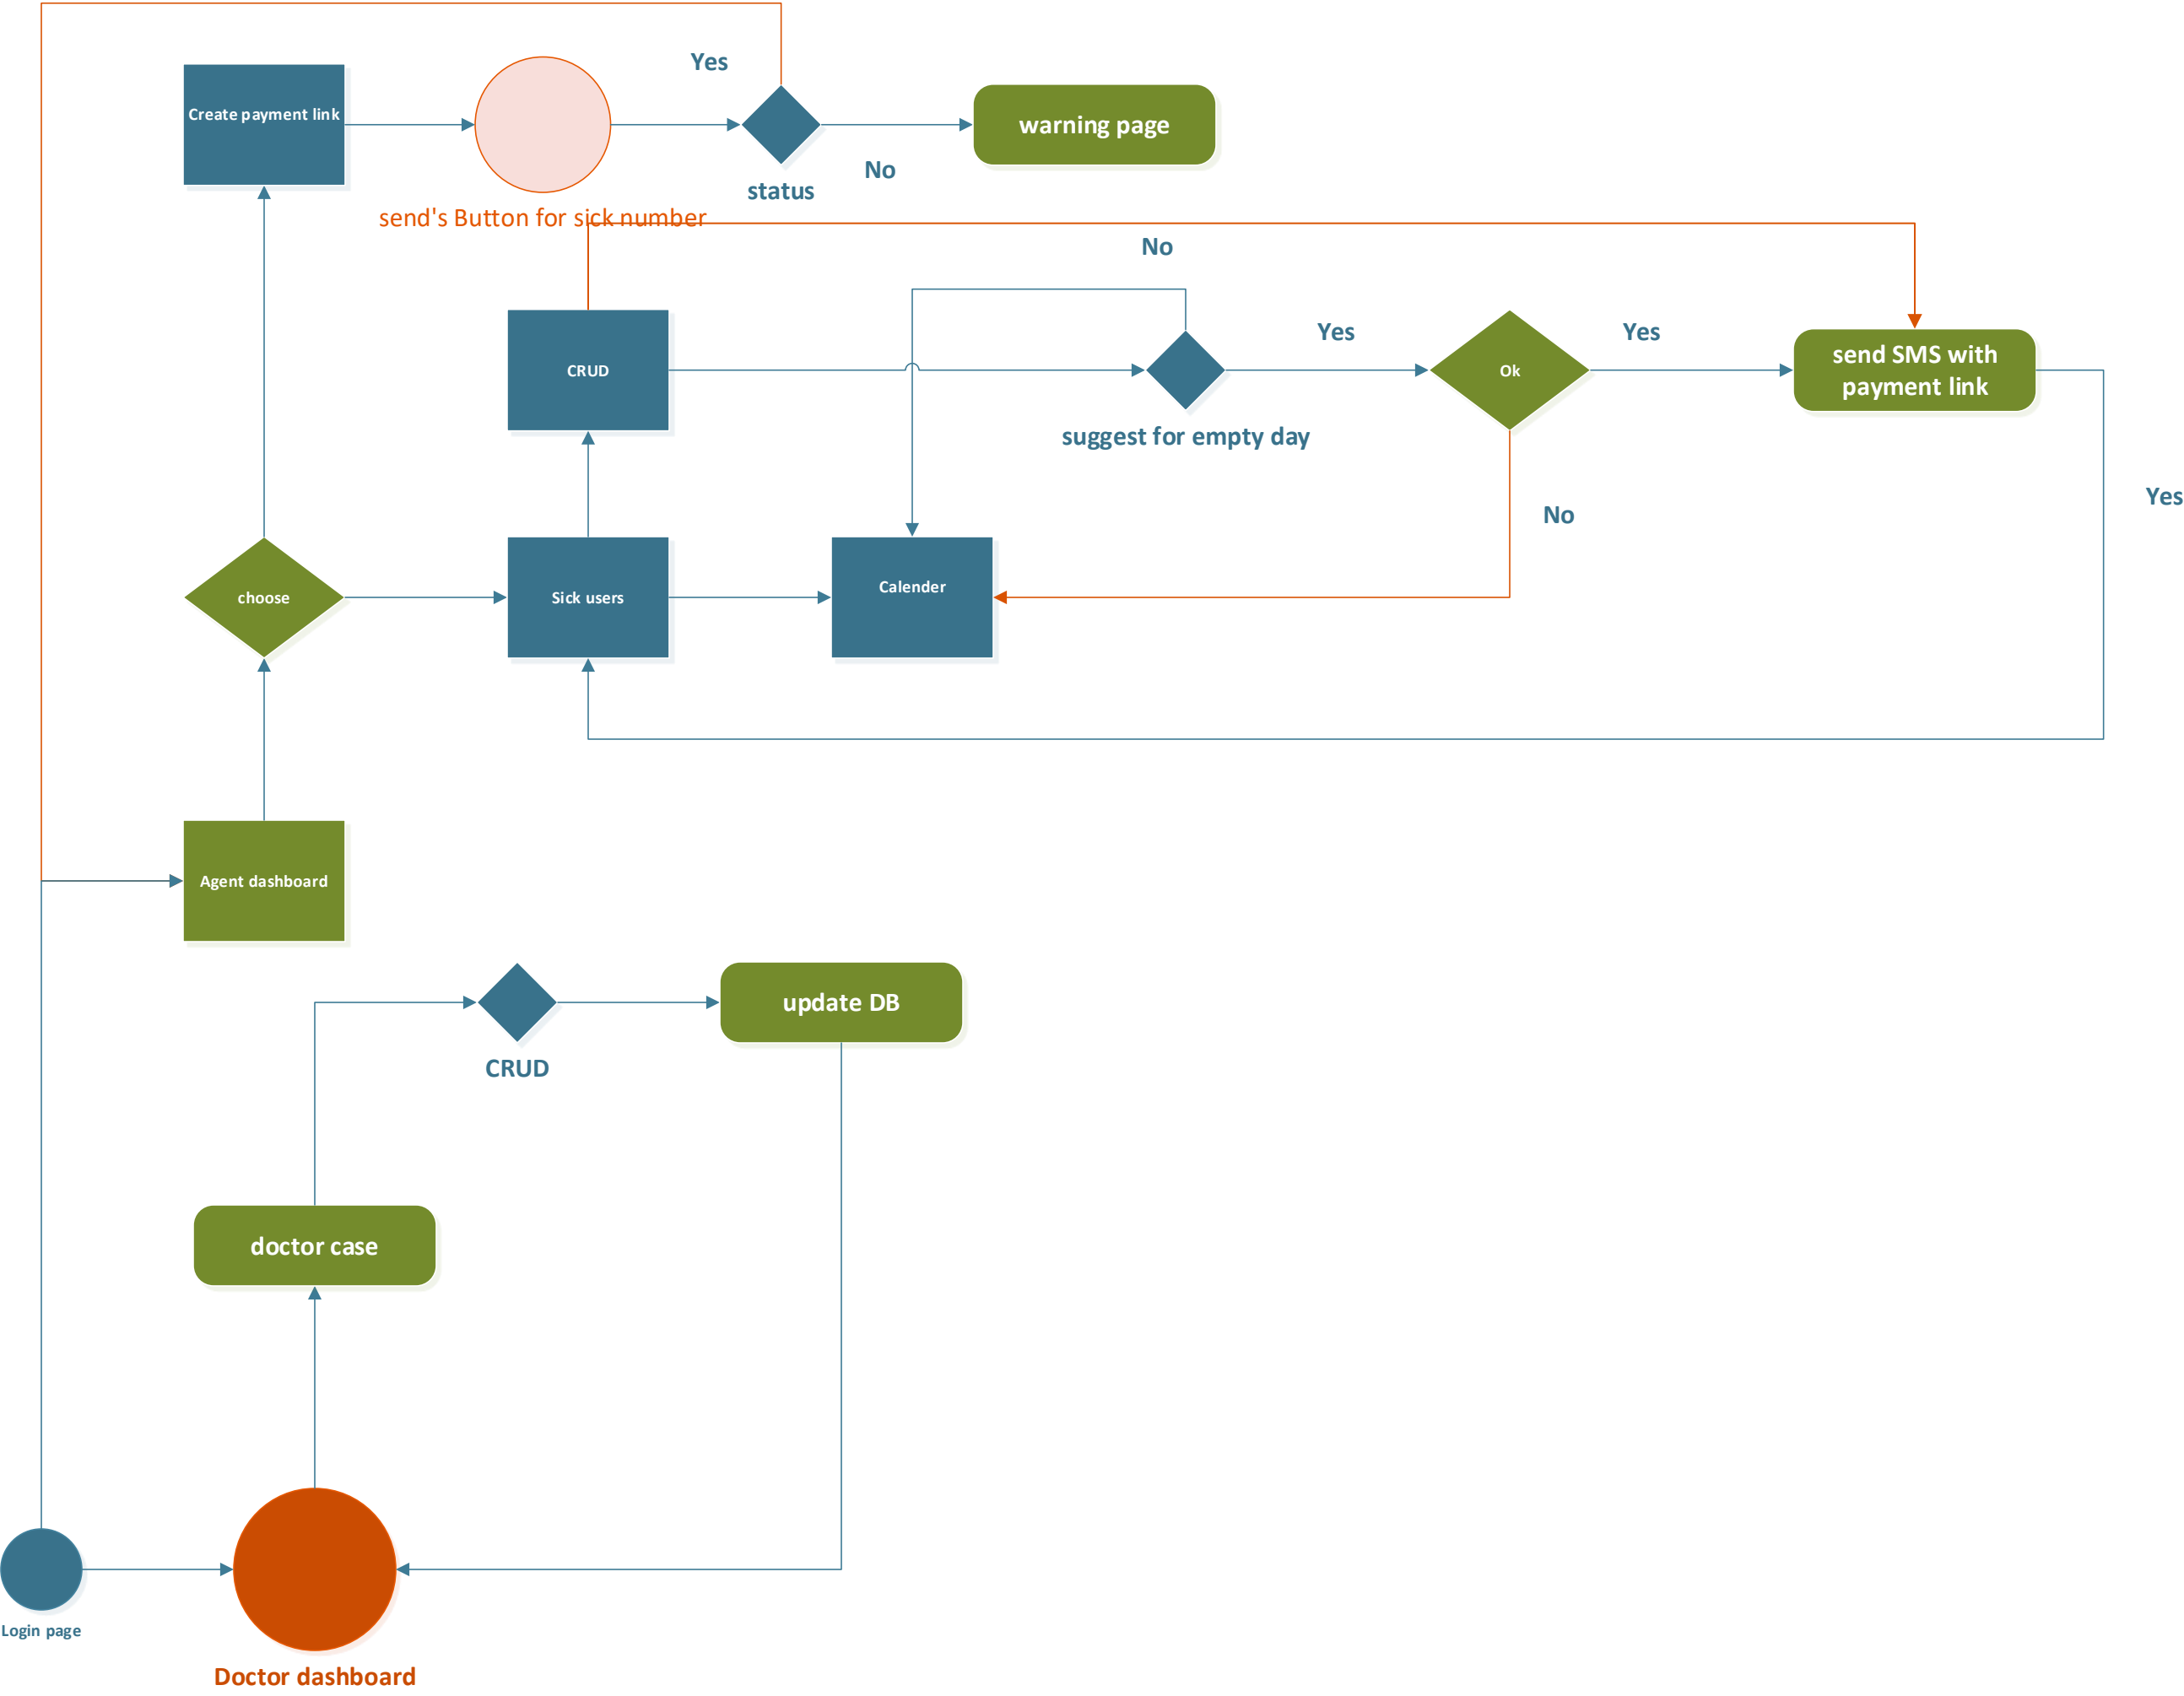 Yes
Create payment link
warning page
No
status
send's Button for sick number
No
Yes
Yes
send SMS with
payment link
CRUD
Ok
suggest for empty day
Yes
No
choose
Sick users
Calender
Agent dashboard
update DB
CRUD
doctor case
Login page
Doctor dashboard